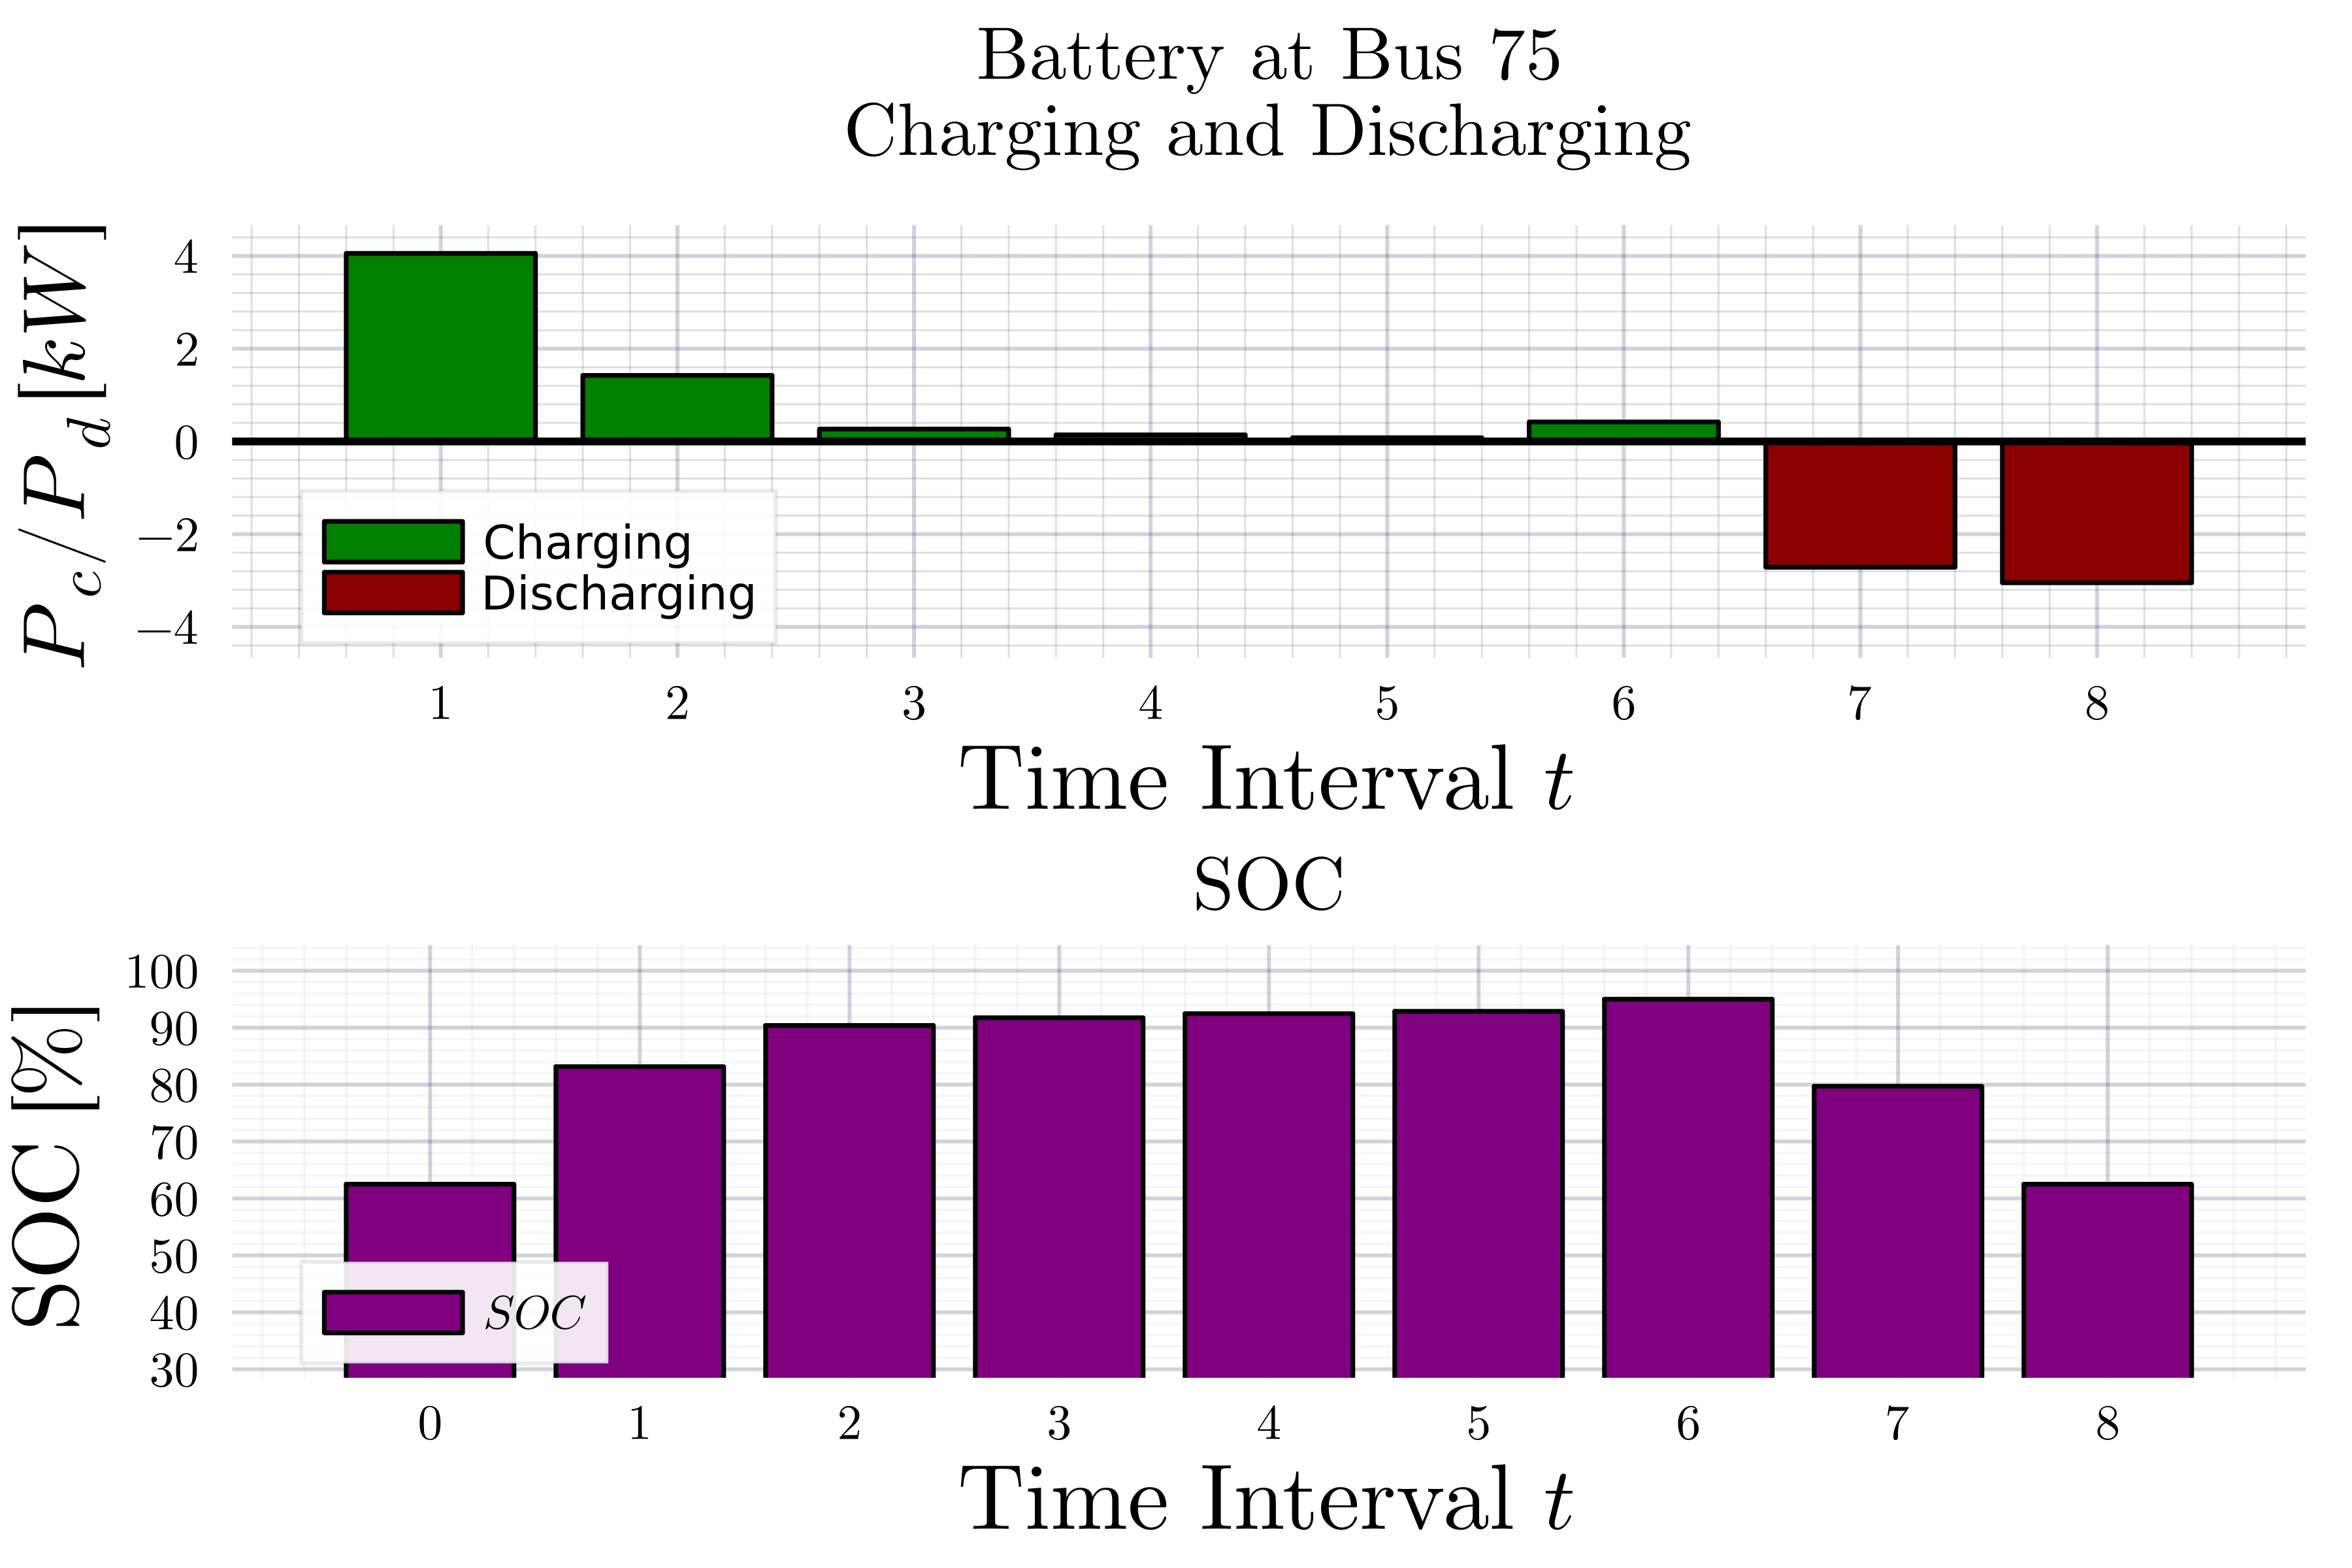 Battery at Bus 75
Charging and Discharging
P_c/P_d [kW]
4
2
0
−2
−4
Charging
Discharging
1 2 3 4 5 6 7 8
Time Interval t
SOC
SOC [%]
100
90
80
70
60
50
40
30
SOC
0 1 2 3 4 5 6 7 8
Time Interval t